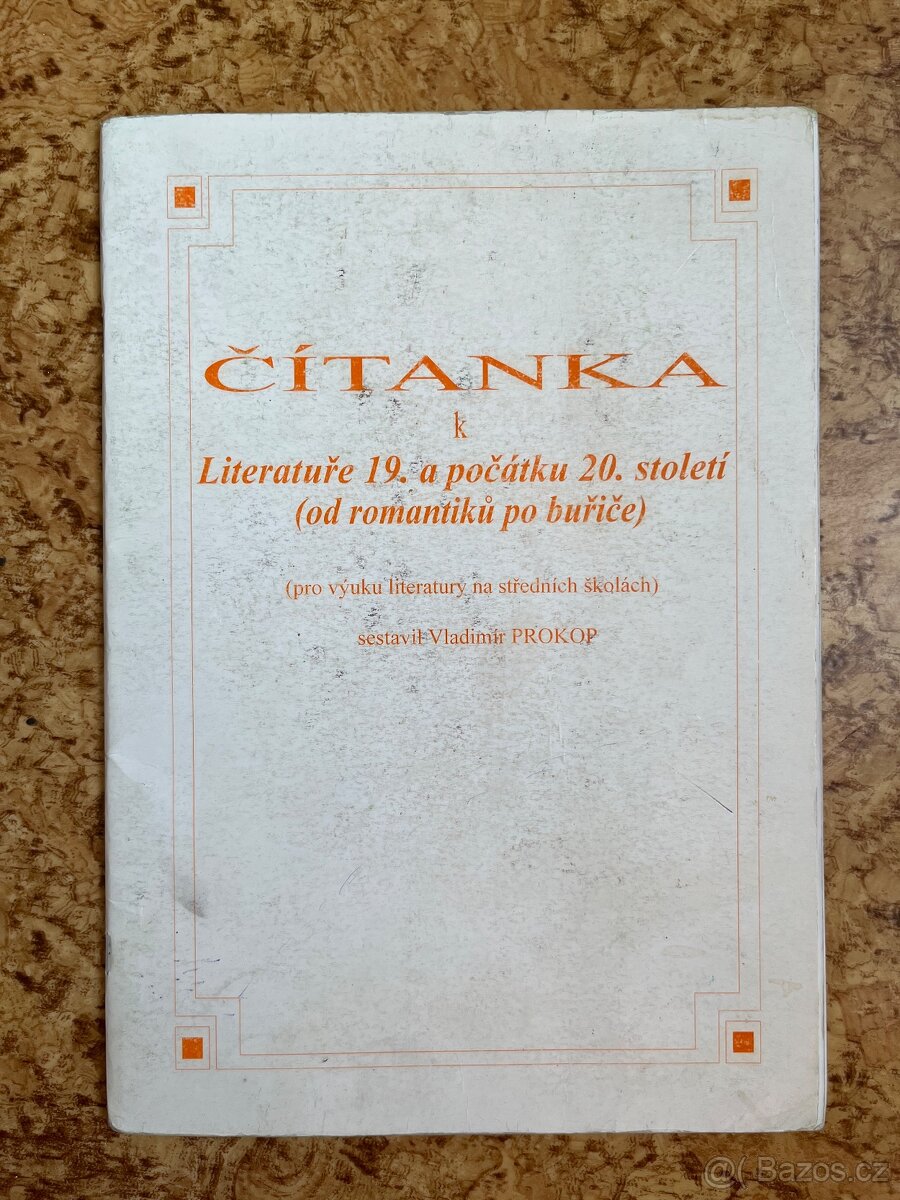 ČÍTANKA
k
Literatuře 19. a počátku 20. století
(od romantiků po buřiče)
(pro výuku literatury na středních školách)
sestavil Vladimír PROKOP
@( Bazos.cz